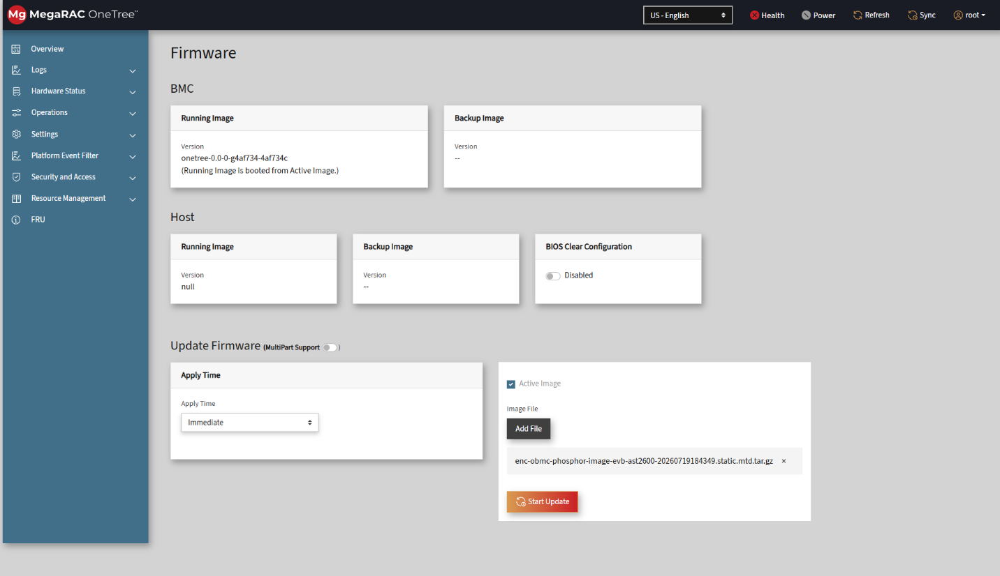 Mg MegaRAC OneTree™
US - English
Health
Power
Refresh
Sync
root
Overview
Logs
Hardware Status
Operations
Settings
Platform Event Filter
Security and Access
Resource Management
FRU
Firmware
BMC
Running Image
Version
onetree-0.0.0-g4af734-4af734c
(Running Image is booted from Active Image.)
Backup Image
Version
--
Host
Running Image
Version
null
Backup Image
Version
--
BIOS Clear Configuration
Disabled
Update Firmware (MultiPart Support )
Apply Time
Apply Time
Immediate
Active Image
Image File
Add File
enc-obmc-phosphor-image-evb-ast2600-20260719184349.static.mtd.tar.gz ×
Start Update